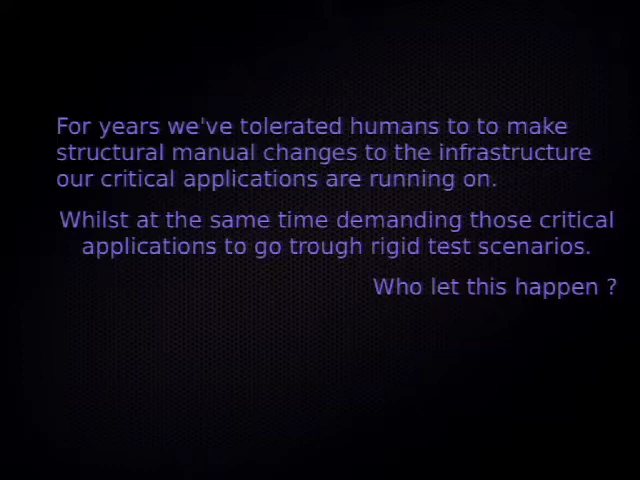 For years we've tolerated humans to to make
structural manual changes to the infrastructure
our critical applications are running on.
Whilst at the same time demanding those critical
applications to go trough rigid test scenarios.
Who let this happen ?